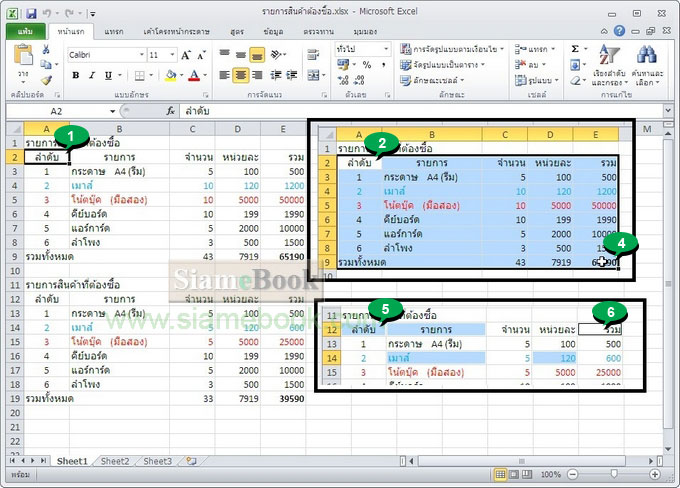 รายการสินค้าต้องซื้อ.xlsx - Microsoft Excel
แฟ้ม หน้าแรก แทรก เค้าโครงหน้ากระดาษ สูตร ข้อมูล ตรวจทาน มุมมอง
Calibri 11 ทั่วไป การจัดรูปแบบตามเงื่อนไข แทรก Σ
วาง B I U A จัดรูปแบบเป็นตาราง ลบ เรียงลำดับและกรอง ค้นหาและเลือก
ลักษณะเซลล์ รูปแบบ
คลิปบอร์ด แบบอักษร การจัดแนว ตัวเลข ลักษณะ เซลล์ การแก้ไข
A2 fx ลำดับ
A B C D E M
1 รายการสินค้าที่ต้องซื้อ
2 ลำดับ รายการ จำนวน หน่วยละ รวม
3 1 กระดาษ A4 (รีม) 5 100 500
4 2 เมาส์ 10 120 1200
5 3 โน้ตบุ๊ค (มือสอง) 10 5000 50000
6 4 คีย์บอร์ด 10 199 1990
7 5 แอร์การ์ด 5 2000 10000
8 6 ลำโพง 3 500 1500
9 รวมทั้งหมด 43 7919 65190
10
11 รายการสินค้าที่ต้องซื้อ
12 ลำดับ รายการ จำนวน หน่วยละ รวม
13 1 กระดาษ A4 (รีม) 5 100 500
14 2 เมาส์ 5 120 600
15 3 โน้ตบุ๊ค (มือสอง) 5 5000 25000
16 4 คีย์บอร์ด 10 199 1990
17 5 แอร์การ์ด 5 2000 10000
18 6 ลำโพง 3 500 1500
19 รวมทั้งหมด 33 7919 39590
20
21
22
1
A B C D E
1 รายการสินค้าที่ต้องซื้อ
2
2 ลำดับ รายการ จำนวน หน่วยละ รวม
3 1 กระดาษ A4 (รีม) 5 100 500
4 2 เมาส์ 10 120 1200
5 3 โน้ตบุ๊ค (มือสอง) 10 5000 50000
6 4 คีย์บอร์ด 10 199 1990
7 5 แอร์การ์ด 5 2000 10000
8 6 ลำโพง 3 500
9 รวมทั้งหมด 43 7919
4
10
5 6
11 รายการสินค้าที่ต้องซื้อ
12 ลำดับ รายการ จำนวน หน่วยละ รวม
13 1 กระดาษ A4 (รีม) 5 100 500
14 2 เมาส์ 5 120 600
15 3 โน้ตบุ๊ค (มือสอง) 5 5000 25000
SiameBook
Sheet1 Sheet2 Sheet3
พร้อม 100%